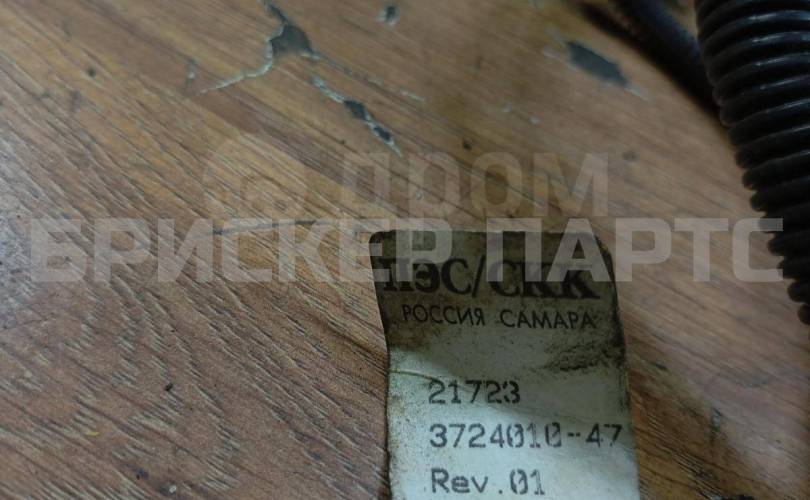 дром
БРИСКЕР ПАРТС
ПЭС/СКК
РОССИЯ САМАРА
21723
3724010-47
Rev.01